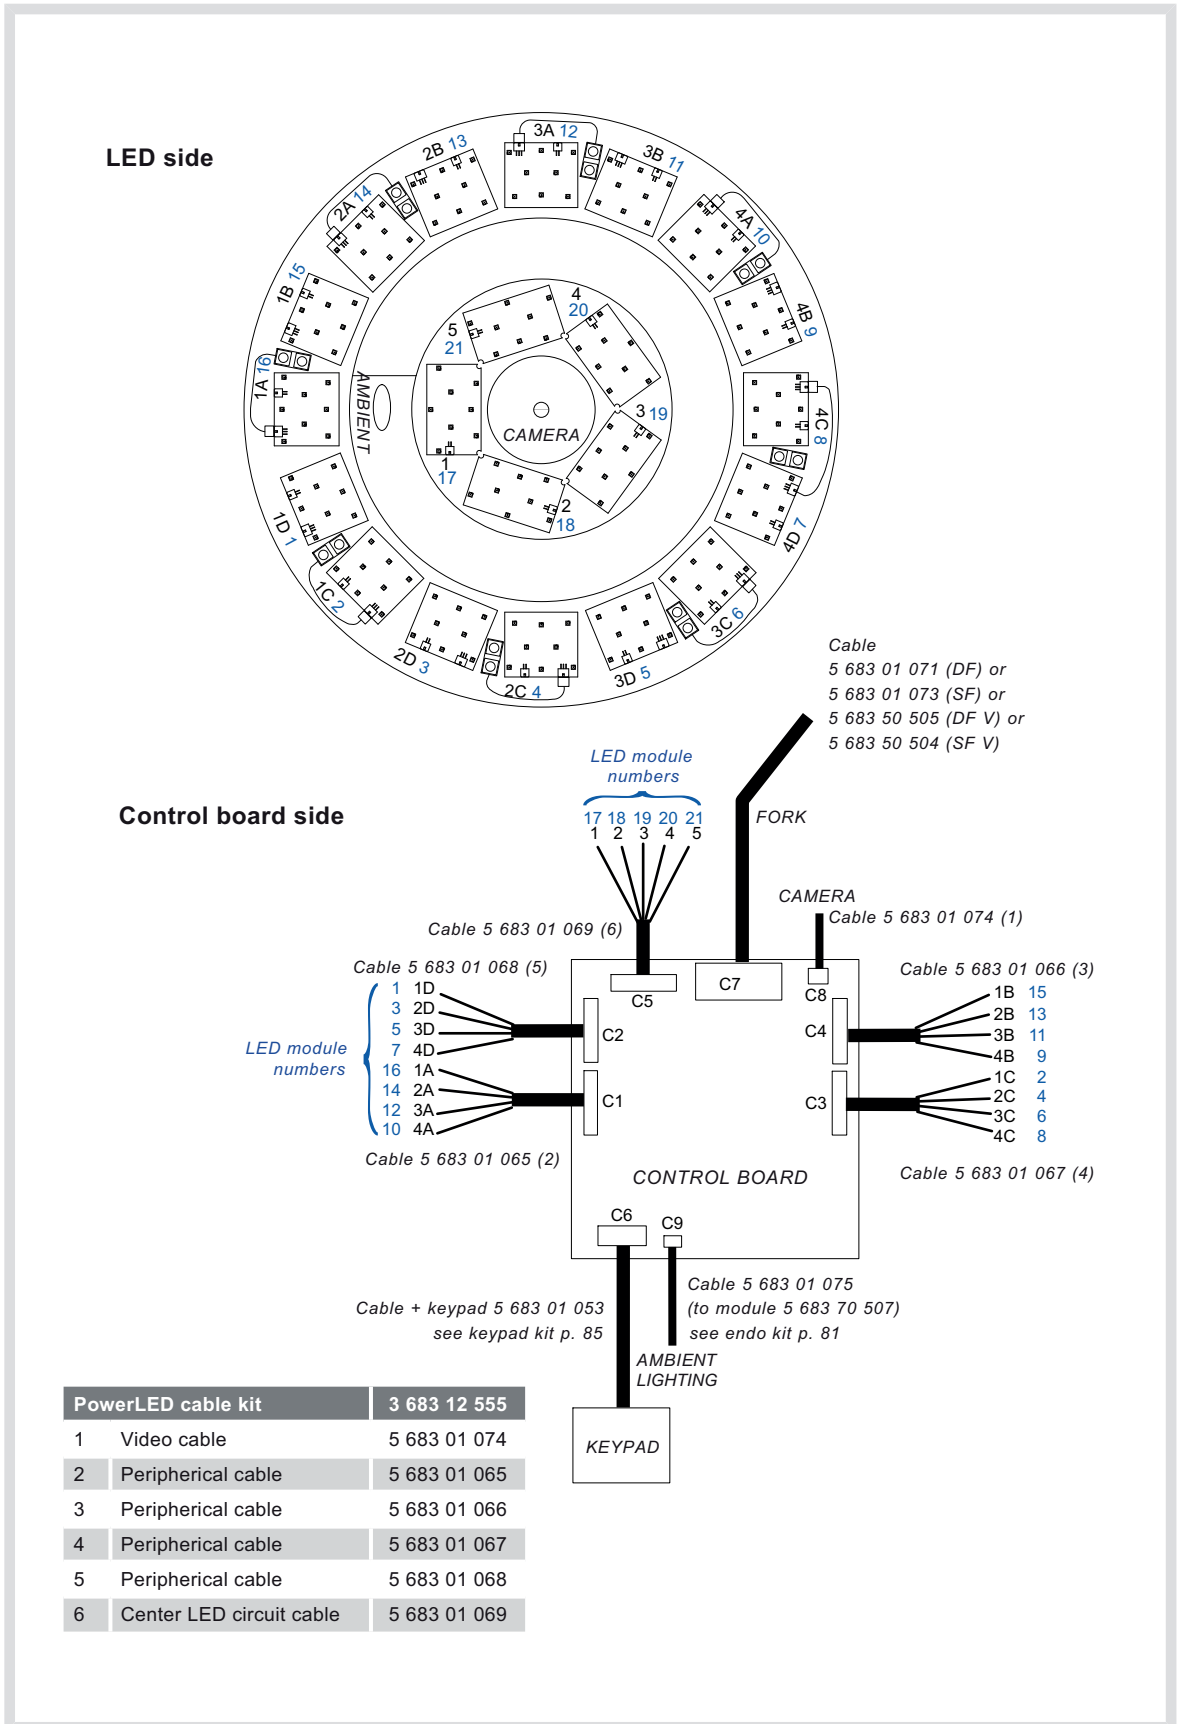 LED side
3A 12
2B 13
3B 11
2A 14
4A 10
1B 15
4B 9
1A 16
4C 8
1D 1
4D 7
1C 2
3C 6
2D 3
3D 5
2C 4
AMBIENT
CAMERA
4
20
5
21
3 19
1
17
2
18
Cable
5 683 01 071 (DF) or
5 683 01 073 (SF) or
5 683 50 505 (DF V) or
5 683 50 504 (SF V)
Control board side
LED module
numbers
17 18 19 20 21
1 2 3 4 5
FORK
CAMERA
Cable 5 683 01 074 (1)
Cable 5 683 01 069 (6)
Cable 5 683 01 068 (5)
Cable 5 683 01 066 (3)
C5
C7
C8
C2
C4
C1
C3
LED module
numbers
1 1D
3 2D
5 3D
7 4D
16 1A
14 2A
12 3A
10 4A
1B 15
2B 13
3B 11
4B 9
1C 2
2C 4
3C 6
4C 8
Cable 5 683 01 065 (2)
Cable 5 683 01 067 (4)
CONTROL BOARD
C6
C9
Cable + keypad 5 683 01 053
see keypad kit p. 85
Cable 5 683 01 075
(to module 5 683 70 507)
see endo kit p. 81
AMBIENT
LIGHTING
KEYPAD
PowerLED cable kit 3 683 12 555
1 Video cable 5 683 01 074
2 Peripherical cable 5 683 01 065
3 Peripherical cable 5 683 01 066
4 Peripherical cable 5 683 01 067
5 Peripherical cable 5 683 01 068
6 Center LED circuit cable 5 683 01 069